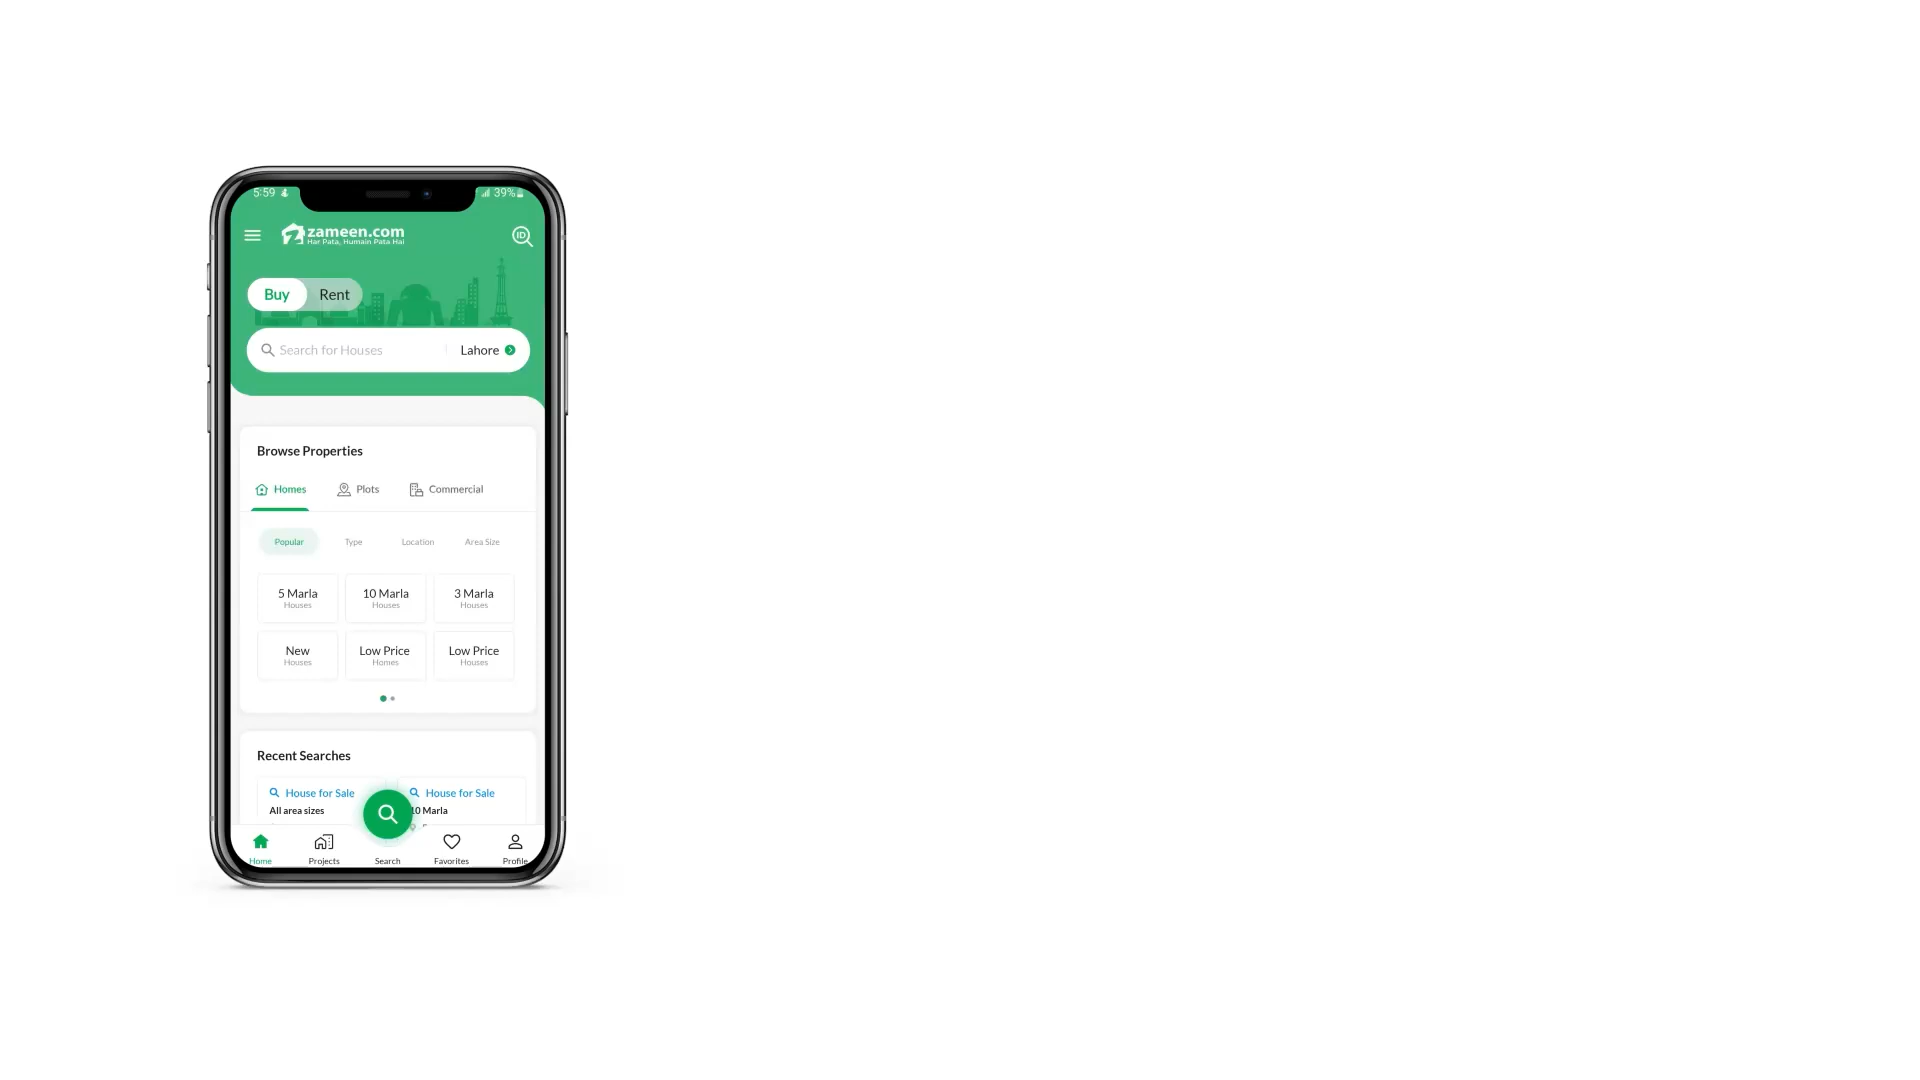 5:59 39%
zameen.com
Har Pata, Humain Pata Hai
ID
Buy Rent
Search for Houses Lahore
Browse Properties
Homes Plots Commercial
Popular Type Location Area Size
5 Marla 10 Marla 3 Marla
Houses Houses Houses
New Low Price Low Price
Houses Homes Houses
Recent Searches
House for Sale House for Sale
All area sizes 10 Marla
Home Projects Search Favorites Profile